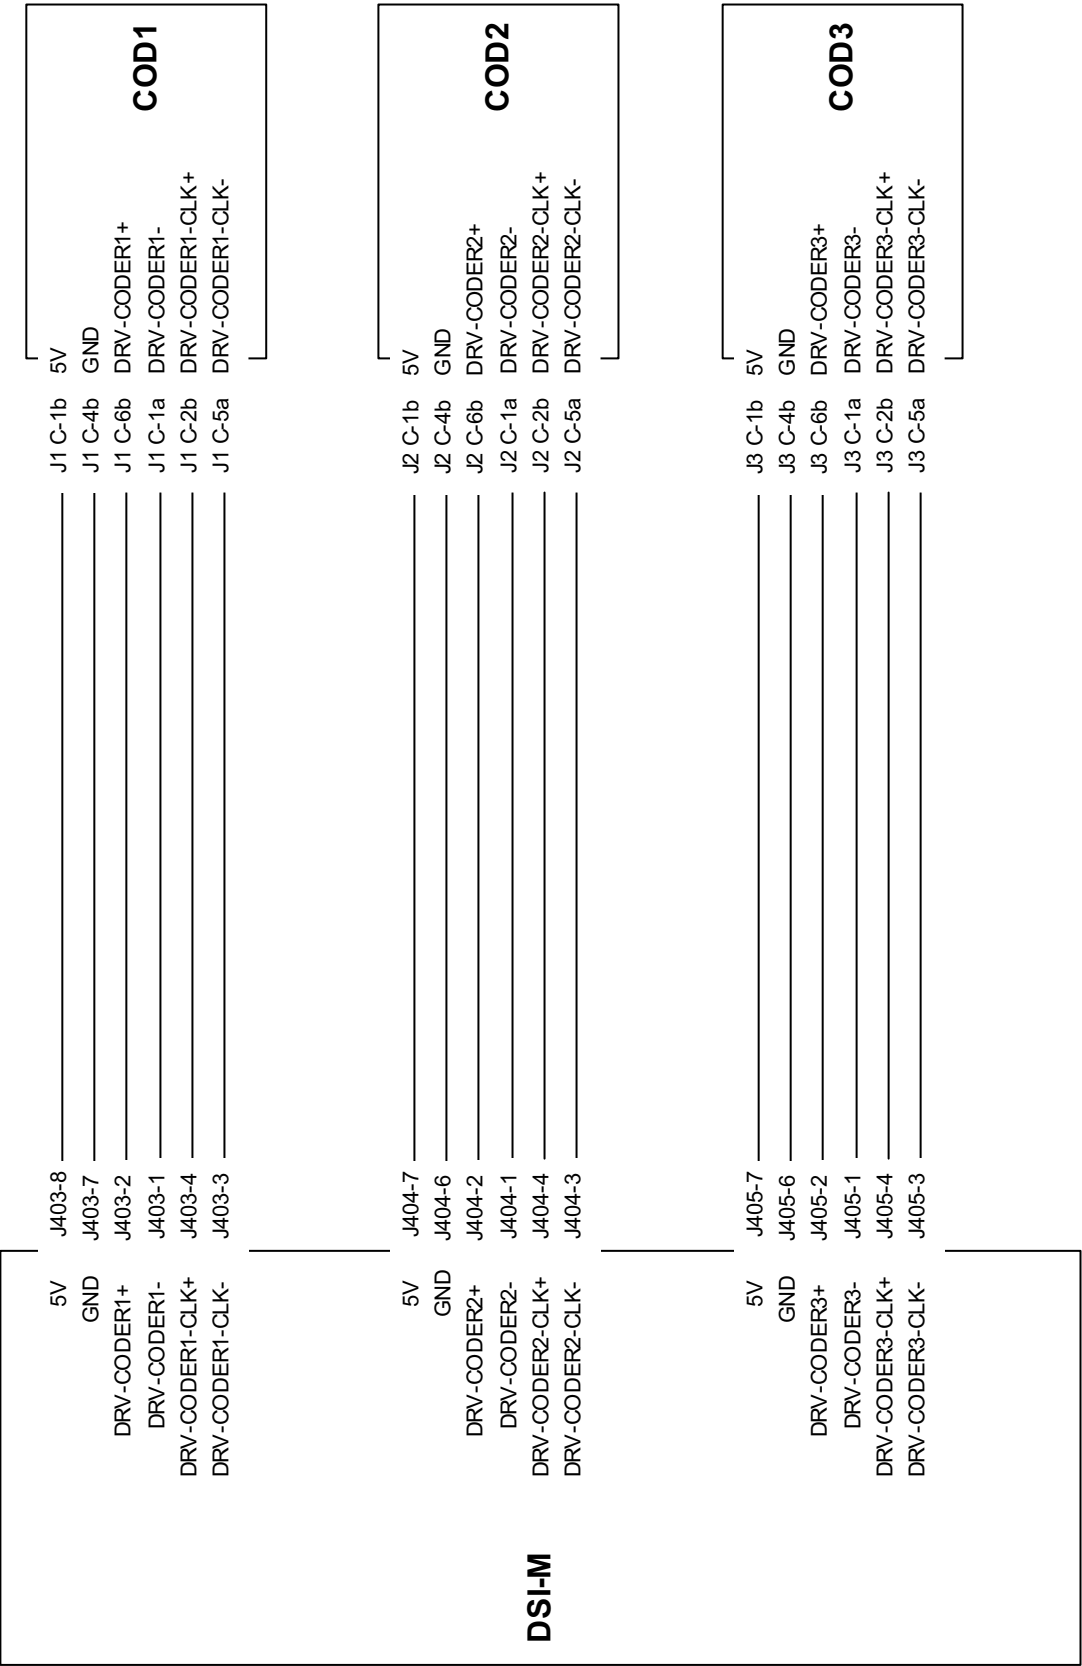 DSI-M
5V J403-8 J1 C-1b 5V
GND J403-7 J1 C-4b GND
DRV-CODER1+ J403-2 J1 C-6b DRV-CODER1+
DRV-CODER1- J403-1 J1 C-1a DRV-CODER1-
DRV-CODER1-CLK+ J403-4 J1 C-2b DRV-CODER1-CLK+
DRV-CODER1-CLK- J403-3 J1 C-5a DRV-CODER1-CLK-
COD1
5V J404-7 J2 C-1b 5V
GND J404-6 J2 C-4b GND
DRV-CODER2+ J404-2 J2 C-6b DRV-CODER2+
DRV-CODER2- J404-1 J2 C-1a DRV-CODER2-
DRV-CODER2-CLK+ J404-4 J2 C-2b DRV-CODER2-CLK+
DRV-CODER2-CLK- J404-3 J2 C-5a DRV-CODER2-CLK-
COD2
5V J405-7 J3 C-1b 5V
GND J405-6 J3 C-4b GND
DRV-CODER3+ J405-2 J3 C-6b DRV-CODER3+
DRV-CODER3- J405-1 J3 C-1a DRV-CODER3-
DRV-CODER3-CLK+ J405-4 J3 C-2b DRV-CODER3-CLK+
DRV-CODER3-CLK- J405-3 J3 C-5a DRV-CODER3-CLK-
COD3